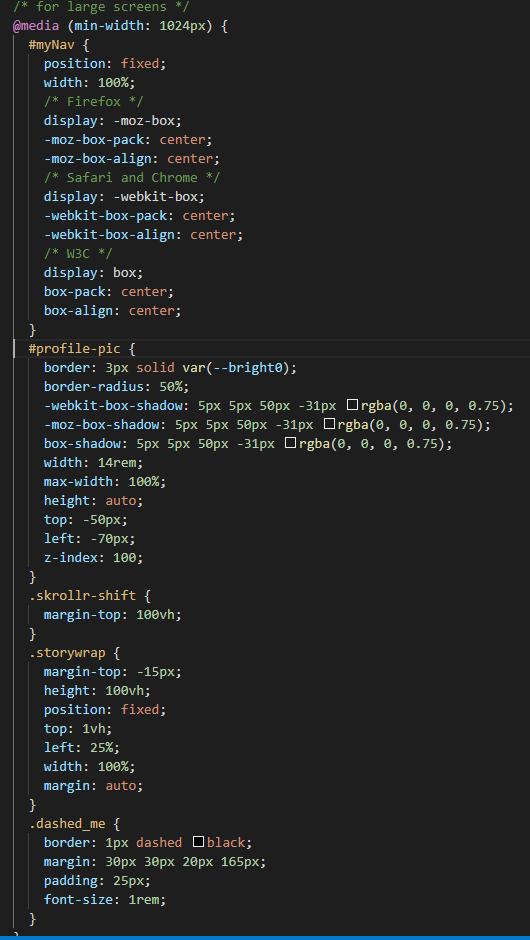 /* for large screens */
@media (min-width: 1024px) {
#myNav {
position: fixed;
width: 100%;
/* Firefox */
display: -moz-box;
-moz-box-pack: center;
-moz-box-align: center;
/* Safari and Chrome */
display: -webkit-box;
-webkit-box-pack: center;
-webkit-box-align: center;
/* W3C */
display: box;
box-pack: center;
box-align: center;
}
#profile-pic {
border: 3px solid var(--bright0);
border-radius: 50%;
-webkit-box-shadow: 5px 5px 50px -31px rgba(0, 0, 0, 0.75);
-moz-box-shadow: 5px 5px 50px -31px rgba(0, 0, 0, 0.75);
box-shadow: 5px 5px 50px -31px rgba(0, 0, 0, 0.75);
width: 14rem;
max-width: 100%;
height: auto;
top: -50px;
left: -70px;
z-index: 100;
}
.skrollr-shift {
margin-top: 100vh;
}
.storywrap {
margin-top: -15px;
height: 100vh;
position: fixed;
top: 1vh;
left: 25%;
width: 100%;
margin: auto;
}
.dashed_me {
border: 1px dashed black;
margin: 30px 30px 20px 165px;
padding: 25px;
font-size: 1rem;
}
}